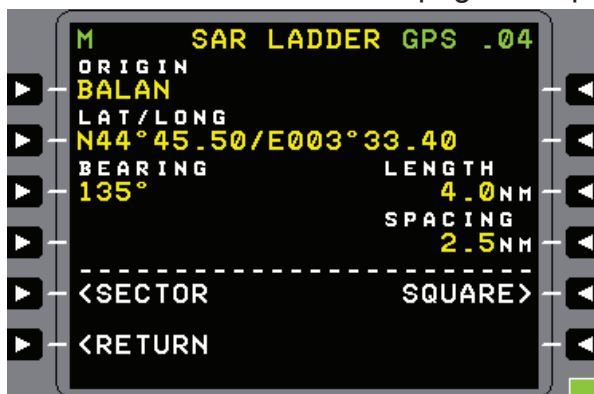 M SAR LADDER GPS .04
ORIGIN
BALAN
LAT/LONG
N44°45.50/E003°33.40
BEARING LENGTH
135° 4.0NM
SPACING
2.5NM
<SECTOR SQUARE>
<RETURN